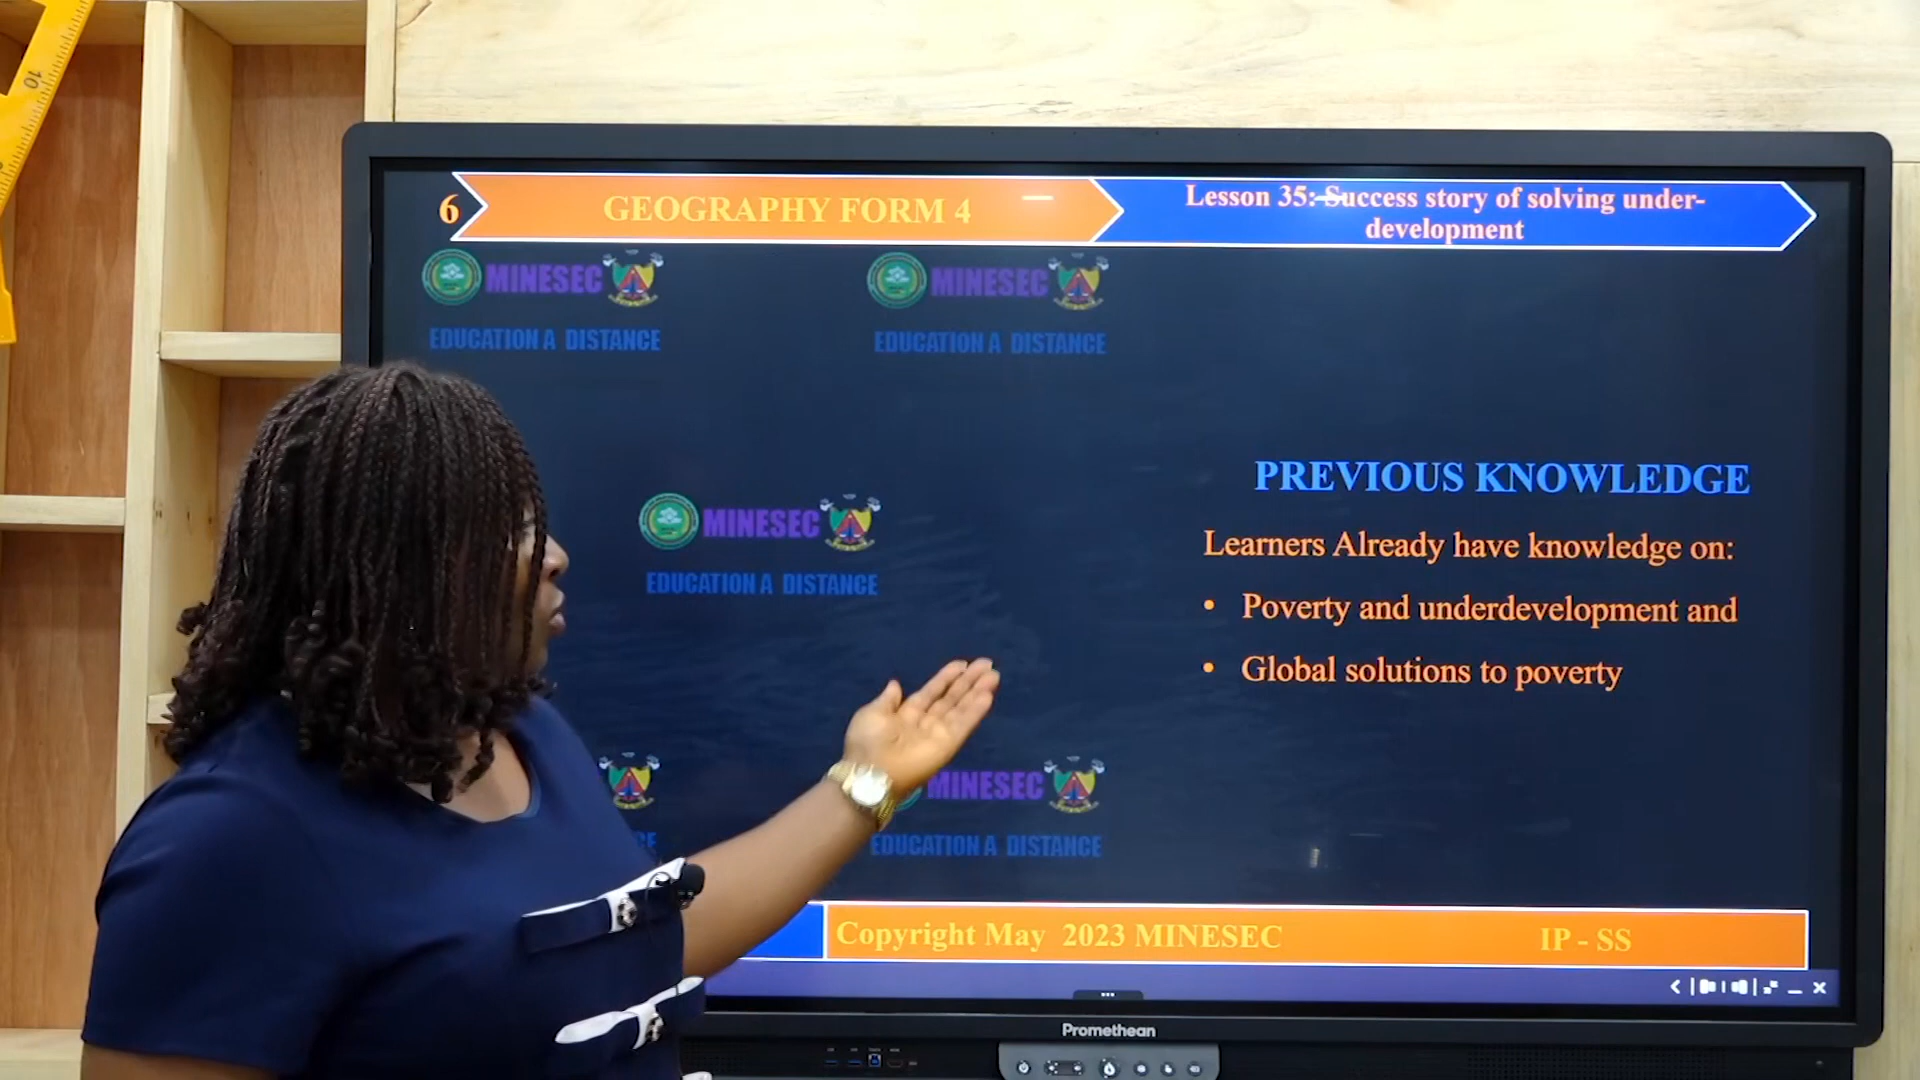 10
6
GEOGRAPHY FORM 4
Lesson 35: Success story of solving under-
development
MINESEC
EDUCATION A DISTANCE
MINESEC
EDUCATION A DISTANCE
PREVIOUS KNOWLEDGE
Learners Already have knowledge on:
• Poverty and underdevelopment and
• Global solutions to poverty
MINESEC
EDUCATION A DISTANCE
MINESEC
EDUCATION A DISTANCE
Copyright May 2023 MINESEC
IP - SS
Promethean